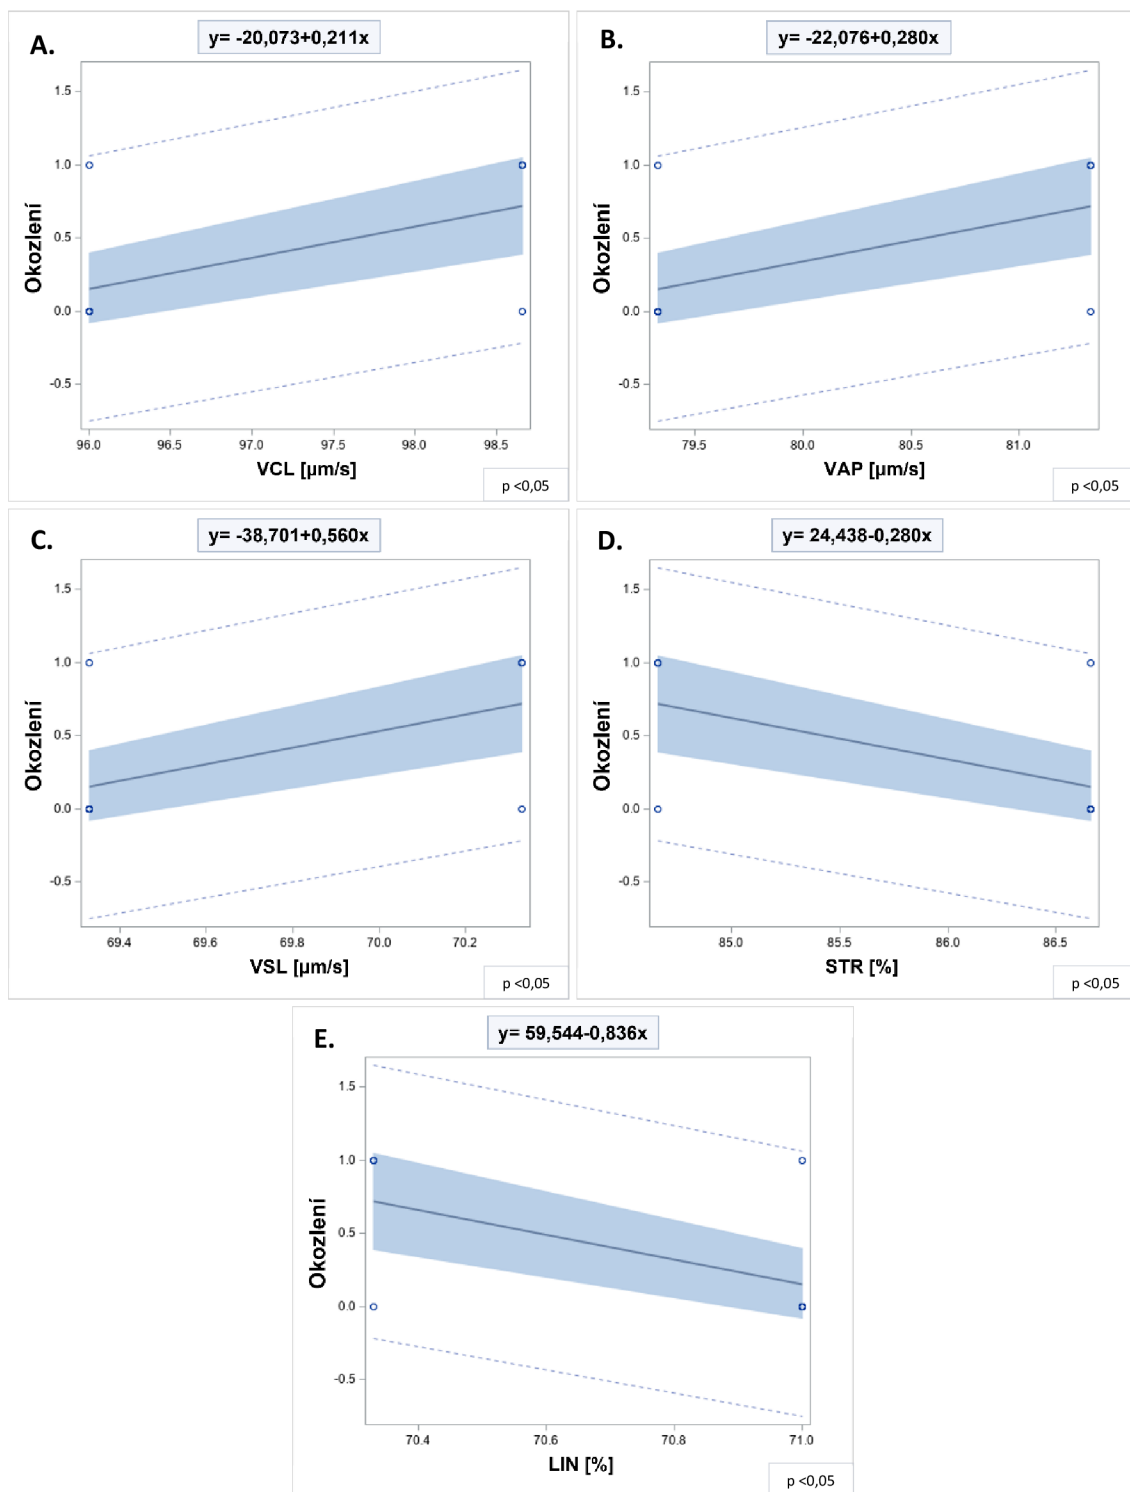 A.
y= -20,073+0,211x
Okozlení
1.5
1.0
0.5
0.0
-0.5
96.0 96.5 97.0 97.5 98.0 98.5
VCL [µm/s]
p <0,05
B.
y= -22,076+0,280x
Okozlení
1.5
1.0
0.5
0.0
-0.5
79.5 80.0 80.5 81.0
VAP [µm/s]
p <0,05
C.
y= -38,701+0,560x
Okozlení
1.5
1.0
0.5
0.0
-0.5
69.4 69.6 69.8 70.0 70.2
VSL [µm/s]
p <0,05
D.
y= 24,438-0,280x
Okozlení
1.5
1.0
0.5
0.0
-0.5
85.0 85.5 86.0 86.5
STR [%]
p <0,05
E.
y= 59,544-0,836x
Okozlení
1.5
1.0
0.5
0.0
-0.5
70.4 70.6 70.8 71.0
LIN [%]
p <0,05